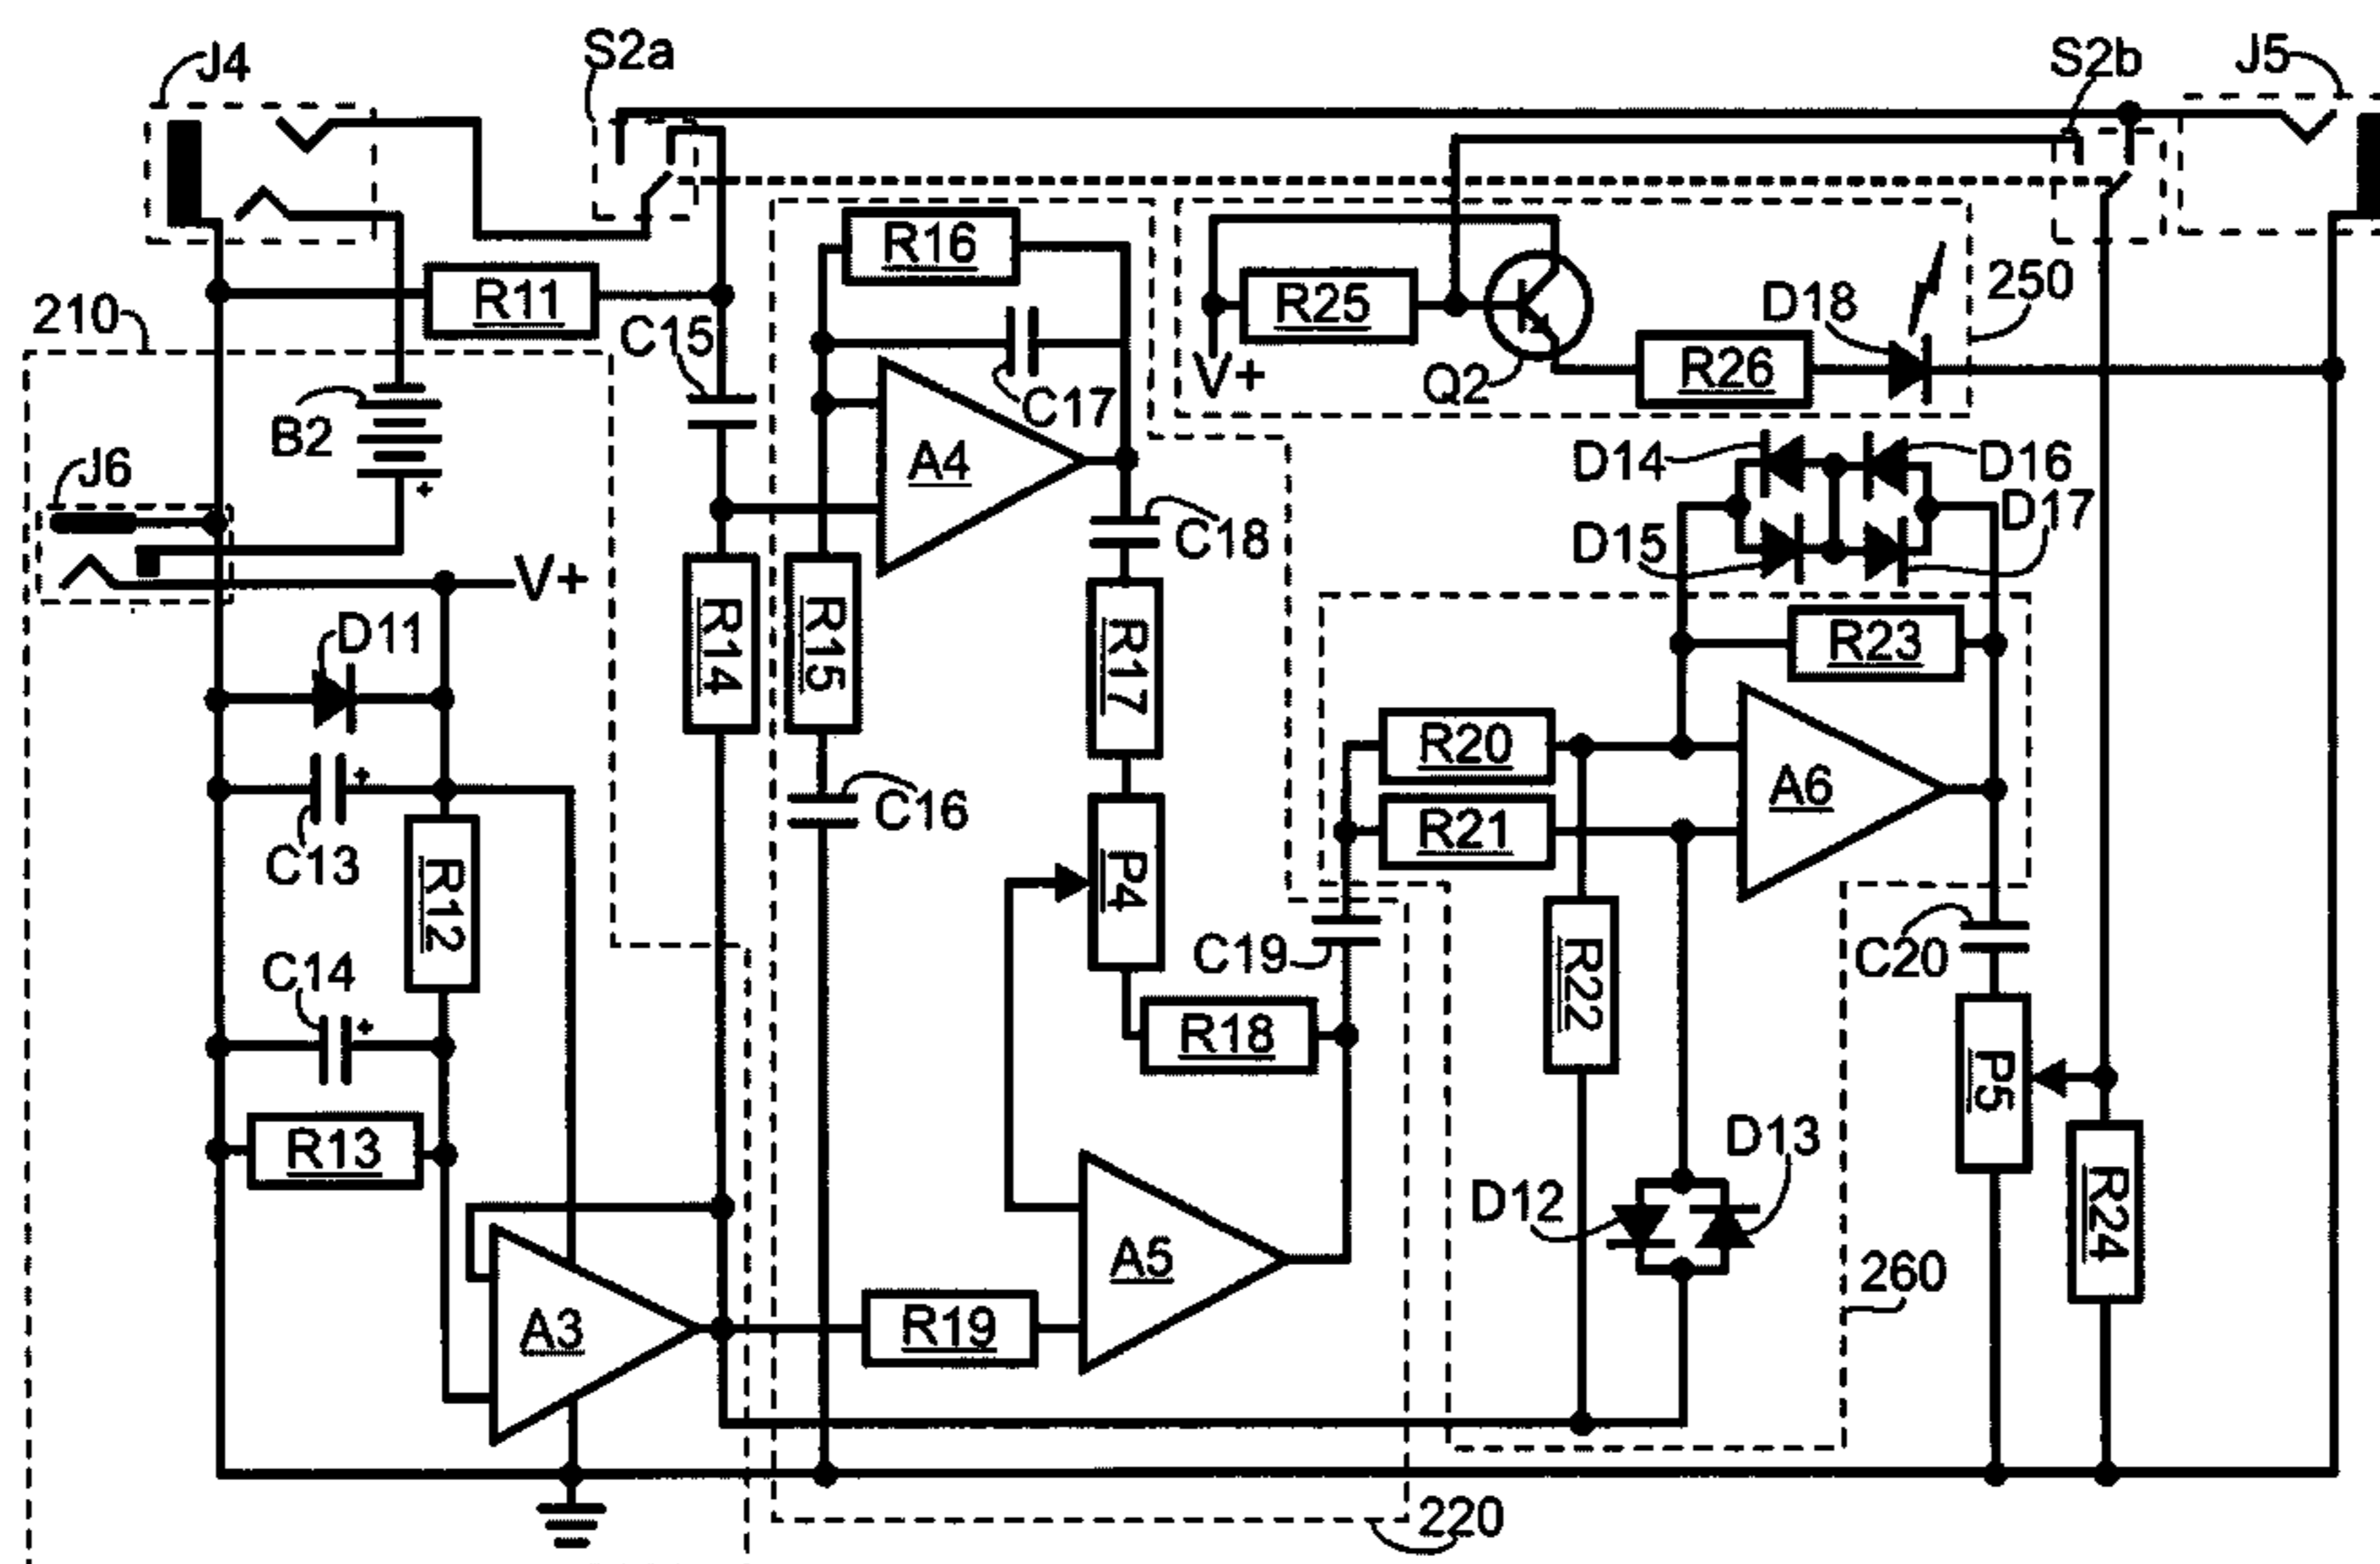 J4
S2a
S2b
J5
R16
210
R11
C15
R25
D18
250
V+
Q2
R26
B2
C17
A4
D14
D16
J6
C18
D15
D17
V+
D11
R14
R15
R17
R23
R20
A6
C16
R21
C13
R12
P4
C19
R22
C20
C14
R18
P5
R13
D12
D13
R24
A5
260
A3
R19
220